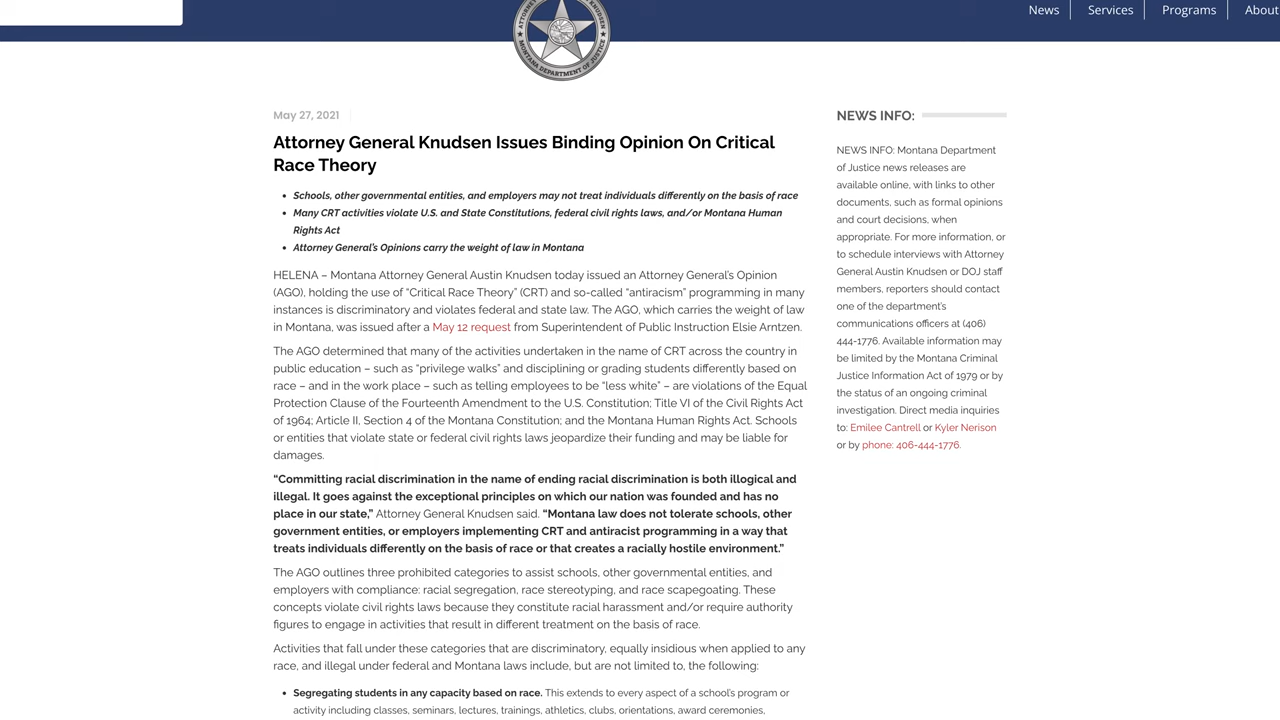 News
Services
Programs
About
MONTANA DEPARTMENT OF JUSTICE
May 27, 2021
Attorney General Knudsen Issues Binding Opinion On Critical
Race Theory
• Schools, other governmental entities, and employers may not treat individuals differently on the basis of race
• Many CRT activities violate U.S. and State Constitutions, federal civil rights laws, and/or Montana Human
Rights Act
• Attorney General's Opinions carry the weight of law in Montana
HELENA – Montana Attorney General Austin Knudsen today issued an Attorney General's Opinion
(AGO), holding the use of “Critical Race Theory” (CRT) and so-called “antiracism” programming in many
instances is discriminatory and violates federal and state law. The AGO, which carries the weight of law
in Montana, was issued after a May 12 request from Superintendent of Public Instruction Elsie Arntzen.
The AGO determined that many of the activities undertaken in the name of CRT across the country in
public education – such as “privilege walks” and disciplining or grading students differently based on
race – and in the work place – such as telling employees to be “less white” – are violations of the Equal
Protection Clause of the Fourteenth Amendment to the U.S. Constitution; Title VI of the Civil Rights Act
of 1964; Article II, Section 4 of the Montana Constitution; and the Montana Human Rights Act. Schools
or entities that violate state or federal civil rights laws jeopardize their funding and may be liable for
damages.
“Committing racial discrimination in the name of ending racial discrimination is both illogical and
illegal. It goes against the exceptional principles on which our nation was founded and has no
place in our state,” Attorney General Knudsen said. “Montana law does not tolerate schools, other
government entities, or employers implementing CRT and antiracist programming in a way that
treats individuals differently on the basis of race or that creates a racially hostile environment.”
The AGO outlines three prohibited categories to assist schools, other governmental entities, and
employers with compliance: racial segregation, race stereotyping, and race scapegoating. These
concepts violate civil rights laws because they constitute racial harassment and/or require authority
figures to engage in activities that result in different treatment on the basis of race.
Activities that fall under these categories that are discriminatory, equally insidious when applied to any
race, and illegal under federal and Montana laws include, but are not limited to, the following:
• Segregating students in any capacity based on race. This extends to every aspect of a school's program or
activity including classes, seminars, lectures, trainings, athletics, clubs, orientations, award ceremonies,
NEWS INFO:
NEWS INFO: Montana Department
of Justice news releases are
available online, with links to other
documents, such as formal opinions
and court decisions, when
appropriate. For more information, or
to schedule interviews with Attorney
General Austin Knudsen or DOJ staff
members, reporters should contact
one of the department's
communications officers at (406)
444-1776. Available information may
be limited by the Montana Criminal
Justice Information Act of 1979 or by
the status of an ongoing criminal
investigation. Direct media inquiries
to: Emilee Cantrell or Kyler Nerison
or by phone: 406-444-1776.